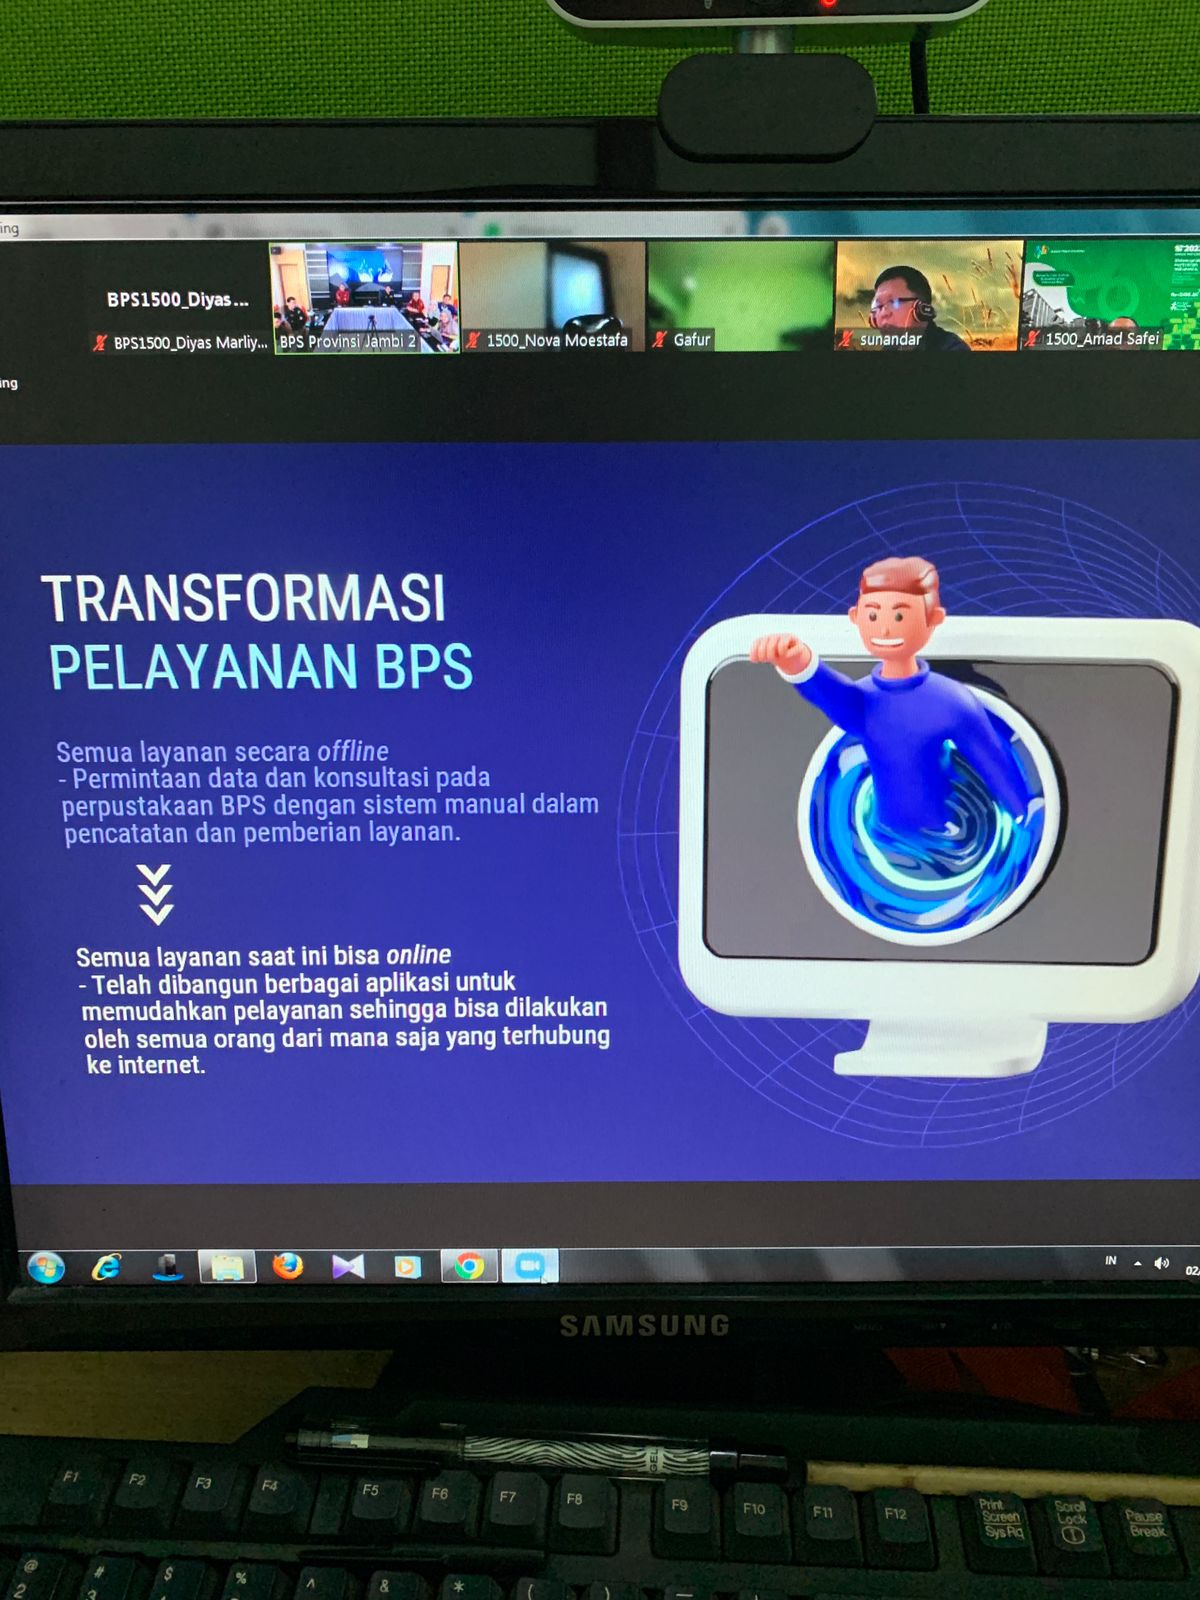 ing
BPS1500_Diyas...
BPS1500_Diyas Marliy...
BPS Provinsi Jambi 2
1500_Nova Moestafa
Gafur
sunandar
1500_Amad Safei
ing
TRANSFORMASI
PELAYANAN BPS
Semua layanan secara offline
- Permintaan data dan konsultasi pada
perpustakaan BPS dengan sistem manual dalam
pencatatan dan pemberian layanan.
Semua layanan saat ini bisa online
- Telah dibangun berbagai aplikasi untuk
memudahkan pelayanan sehingga bisa dilakukan
oleh semua orang dari mana saja yang terhubung
ke internet.
IN
02
SAMSUNG
GEL
F1 F2 F3 F4 F5 F6 F7 F8 F9 F10 F11 F12
Print
Screen
SysRq
Scroll
Lock
Pause
Break
@ # $ % ^ & * ( ) —
2 3